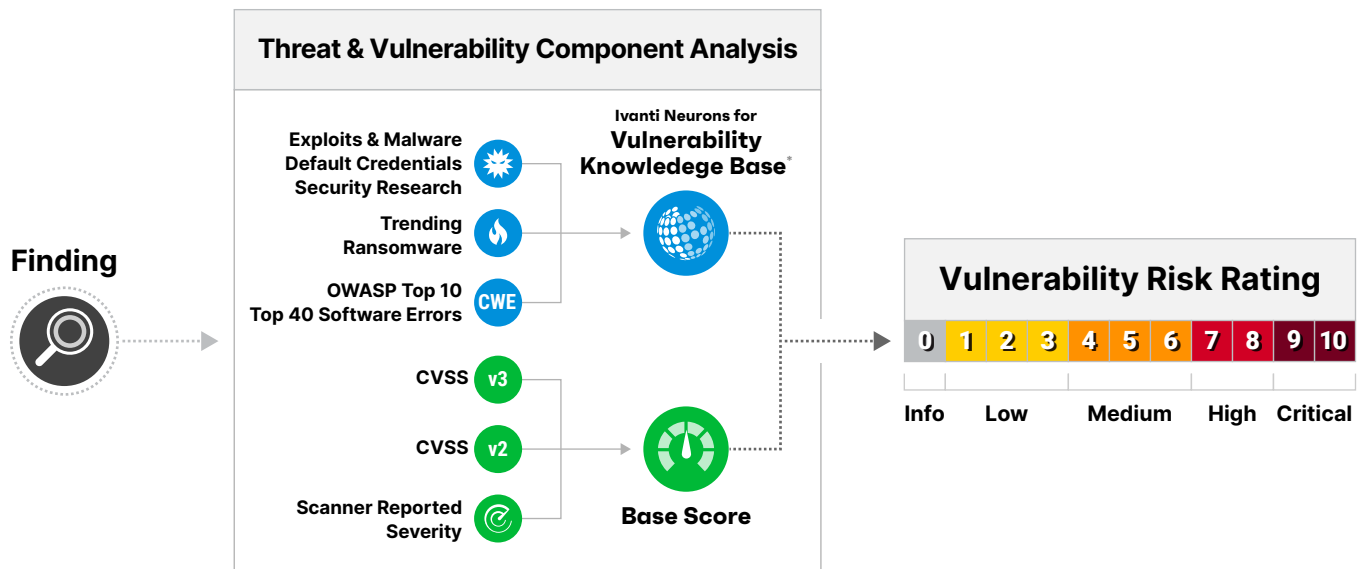 Threat & Vulnerability Component Analysis
Finding
Exploits & Malware
Default Credentials
Security Research
Trending
Ransomware
OWASP Top 10
Top 40 Software Errors
CWE
Ivanti Neurons for
Vulnerability
Knowledege Base*
CVSS
v3
CVSS
v2
Scanner Reported
Severity
Base Score
Vulnerability Risk Rating
0 1 2 3 4 5 6 7 8 9 10
Info Low Medium High Critical